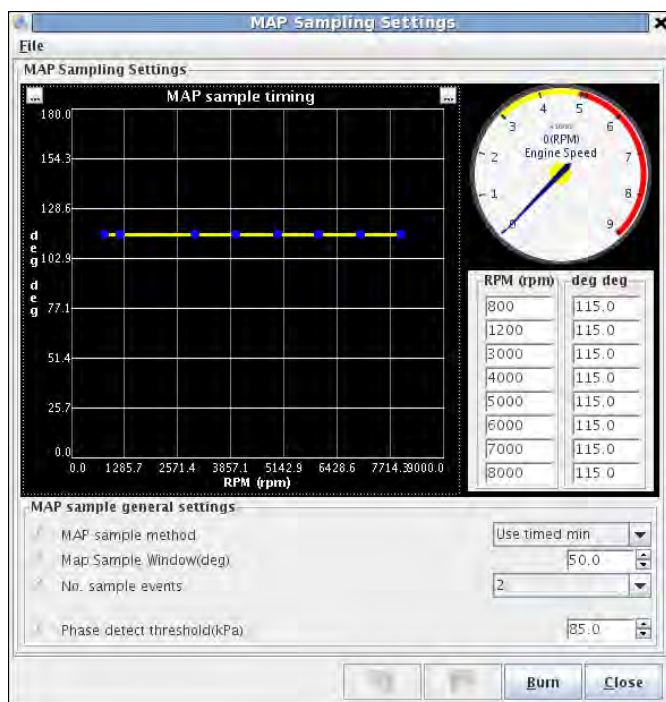 MAP Sampling Settings
File
MAP Sampling Settings
... MAP sample timing ...
180.0
154.3
128.6
102.9
77.1
51.4
25.7
0.0
deg deg
0.0 1285.7 2571.4 3857.1 5142.9 6428.6 7714.3 9000.0
RPM (rpm)
0 1 2 3 4 5 6 7 8 9
0(RPM)
Engine Speed
RPM (rpm) deg deg
800 115.0
1200 115.0
3000 115.0
4000 115.0
5000 115.0
6000 115.0
7000 115.0
8000 115.0
MAP sample general settings
MAP sample method Use timed min
Map Sample Window(deg) 50.0
No. sample events 2
Phase detect threshold(kPa) 85.0
Burn Close